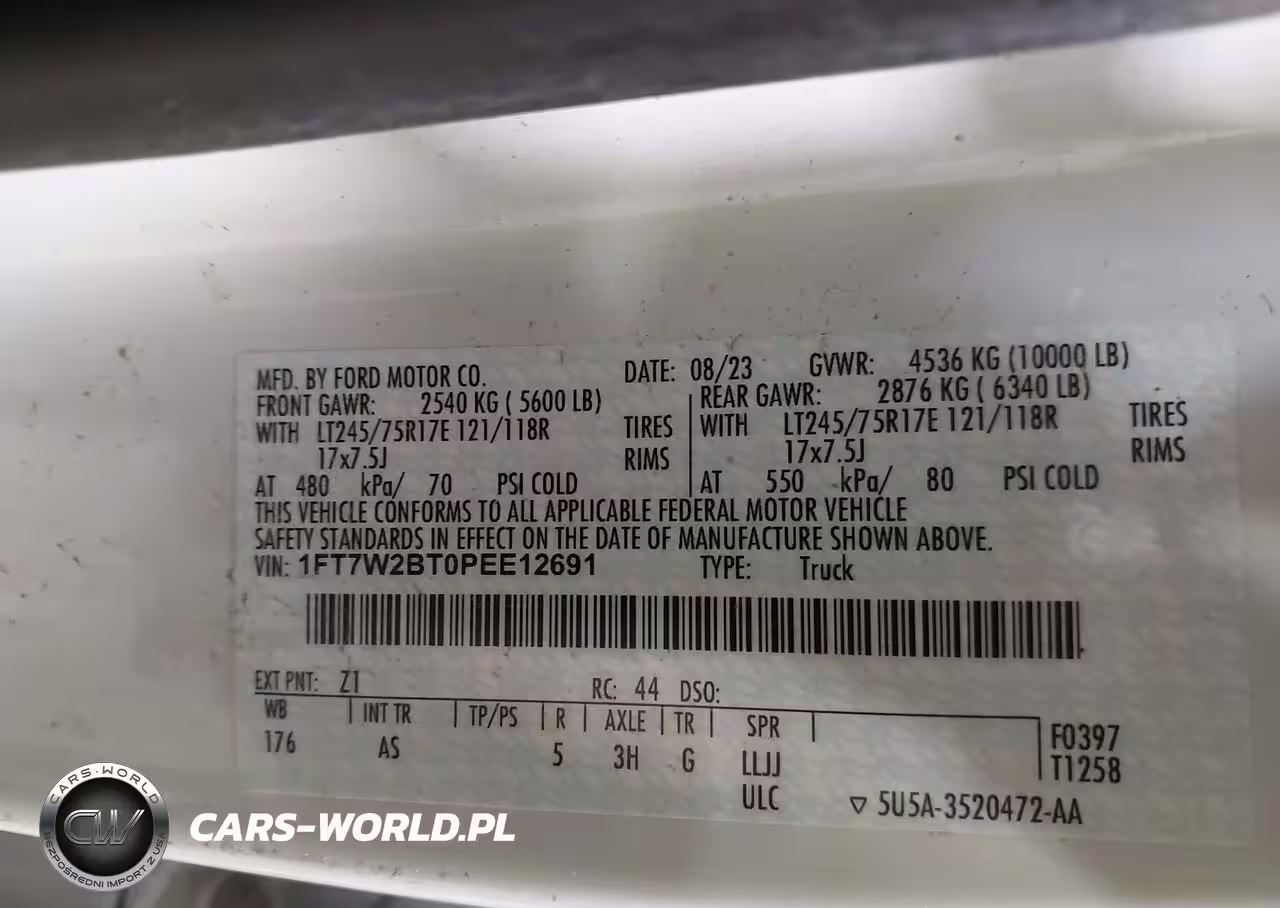 MFD. BY FORD MOTOR CO. DATE: 08/23 GVWR: 4536 KG (10000 LB)
FRONT GAWR: 2540 KG ( 5600 LB) REAR GAWR: 2876 KG ( 6340 LB)
WITH LT245/75R17E 121/118R TIRES WITH LT245/75R17E 121/118R TIRES
17x7.5J RIMS 17x7.5J RIMS
AT 480 kPa/ 70 PSI COLD AT 550 kPa/ 80 PSI COLD
THIS VEHICLE CONFORMS TO ALL APPLICABLE FEDERAL MOTOR VEHICLE
SAFETY STANDARDS IN EFFECT ON THE DATE OF MANUFACTURE SHOWN ABOVE.
VIN: 1FT7W2BT0PEE12691 TYPE: Truck
EXT PNT: Z1 RC: 44 DSO:
WB INT TR TP/PS R AXLE TR SPR F0397
176 AS 5 3H G LLJJ T1258
ULC ▽ 5U5A-3520472-AA
CARS-WORLD
CW
BEZPOŚREDNI IMPORT Z USA
CARS-WORLD.PL